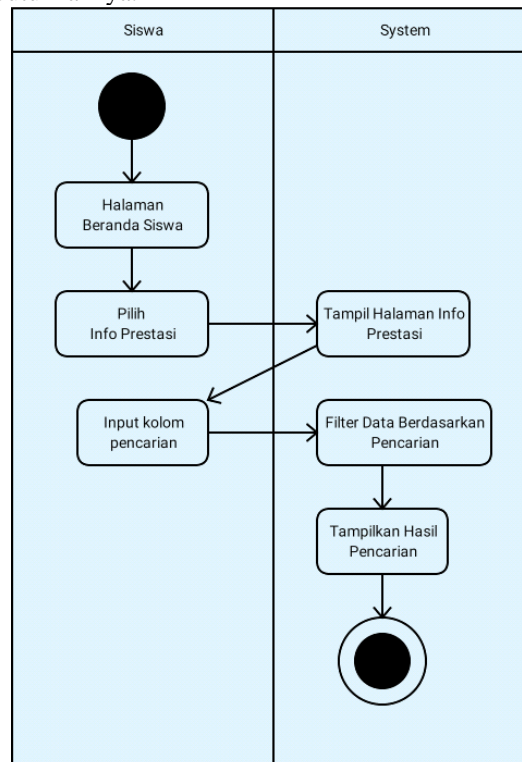 Siswa
System
Halaman
Beranda Siswa
Pilih
Info Prestasi
Tampil Halaman Info
Prestasi
Input kolom
pencarian
Filter Data Berdasarkan
Pencarian
Tampilkan Hasil
Pencarian